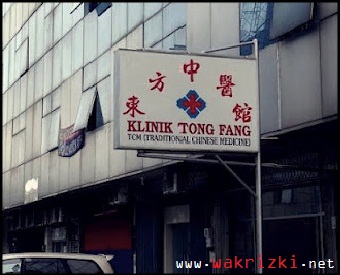 東方中醫館
KLINIK TONG FANG
TCM (TRADITIONAL CHINESE MEDICINE)
www.wakrizki.net